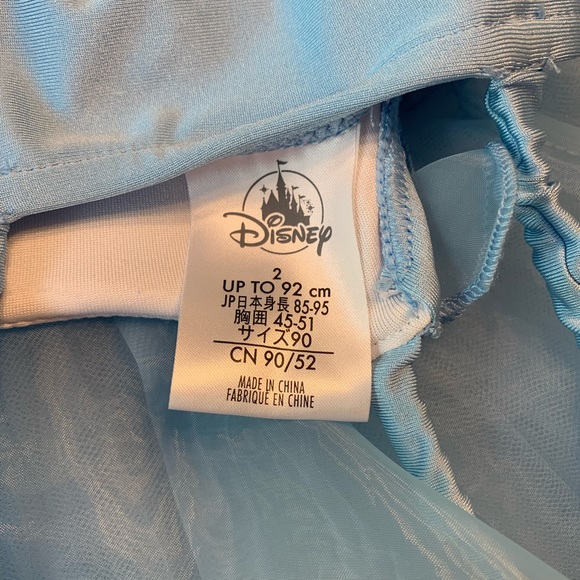 Disney
2
UP TO 92 cm
JP日本身長 85-95
胸囲 45-51
サイズ90
CN 90/52
MADE IN CHINA
FABRIQUÉ EN CHINE